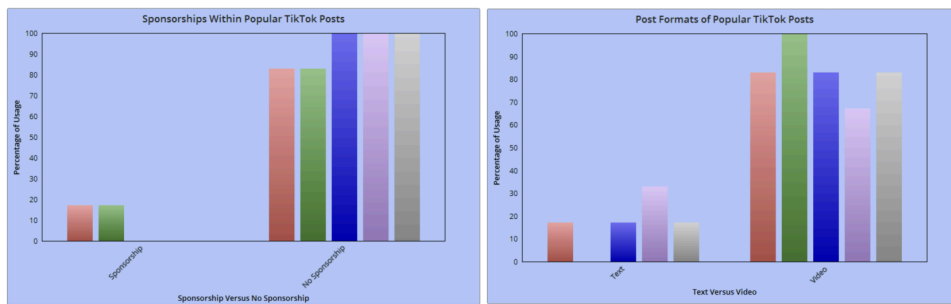 Sponsorships Within Popular TikTok Posts
100
90
80
70
60
50
40
30
20
10
0
Percentage of Usage
Sponsorship
No Sponsorship
Sponsorship Versus No Sponsorship
Post Formats of Popular TikTok Posts
100
90
80
70
60
50
40
30
20
10
0
Percentage of Usage
Text
Video
Text Versus Video